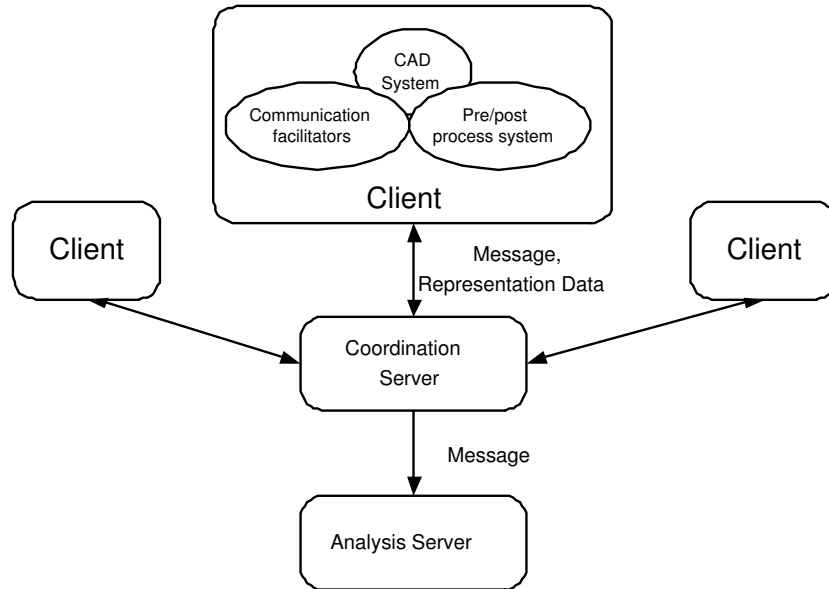 CAD
System
Communication
facilitators
Pre/post
process system
Client
Client
Client
Message,
Representation Data
Coordination
Server
Message
Analysis Server